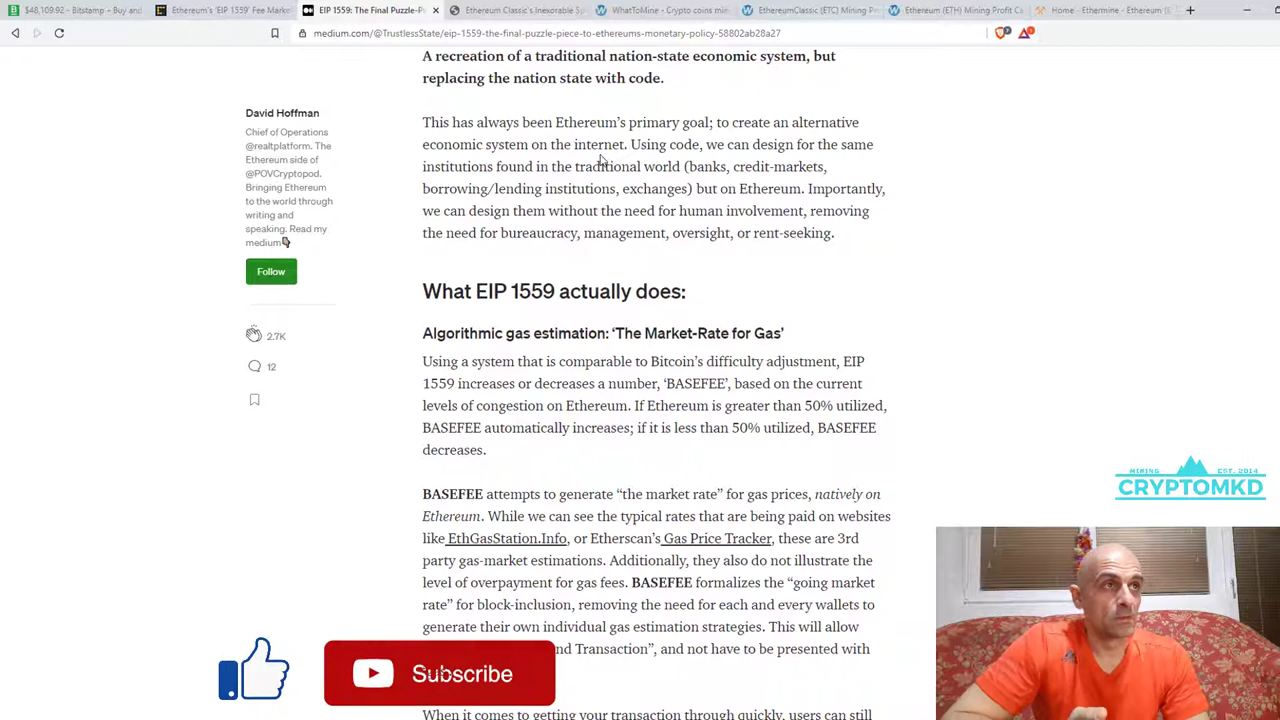 $48,109.92 - Bitstamp – Buy and
Ethereum's 'EIP 1559' Fee Market
EIP 1559: The Final Puzzle-P
Ethereum Classic's Inexorable Sp
WhatToMine - Crypto coins min
EthereumClassic (ETC) Mining Pr
Ethereum (ETH) Mining Profit Ca
Home - Ethermine - Ethereum (E
medium.com/@TrustlessState/eip-1559-the-final-puzzle-piece-to-ethereums-monetary-policy-58802ab28a27
A recreation of a traditional nation-state economic system, but
replacing the nation state with code.
David Hoffman
Chief of Operations
@realtplatform. The
Ethereum side of
@POVCryptopod.
Bringing Ethereum
to the world through
writing and
speaking. Read my
medium
Follow
2.7K
12
This has always been Ethereum's primary goal; to create an alternative
economic system on the internet. Using code, we can design for the same
institutions found in the traditional world (banks, credit-markets,
borrowing/lending institutions, exchanges) but on Ethereum. Importantly,
we can design them without the need for human involvement, removing
the need for bureaucracy, management, oversight, or rent-seeking.
What EIP 1559 actually does:
Algorithmic gas estimation: 'The Market-Rate for Gas'
Using a system that is comparable to Bitcoin's difficulty adjustment, EIP
1559 increases or decreases a number, 'BASEFEE', based on the current
levels of congestion on Ethereum. If Ethereum is greater than 50% utilized,
BASEFEE automatically increases; if it is less than 50% utilized, BASEFEE
decreases.
BASEFEE attempts to generate "the market rate" for gas prices, natively on
Ethereum. While we can see the typical rates that are being paid on websites
like EthGasStation.Info, or Etherscan's Gas Price Tracker, these are 3rd
party gas-market estimations. Additionally, they also do not illustrate the
level of overpayment for gas fees. BASEFEE formalizes the "going market
rate" for block-inclusion, removing the need for each and every wallets to
generate their own individual gas estimation strategies. This will allow
nd Transaction", and not have to be presented with
When it comes to getting your transaction through quickly, users can still
MINING EST. 2014
CRYPTOMKD
Subscribe